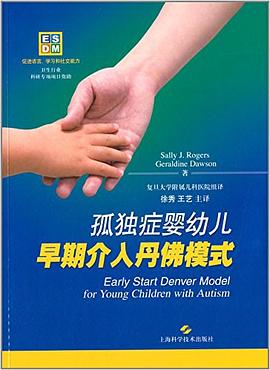 ES
DM
促进语言、学习和社交能力
卫生行业
科研专项项目资助
Sally J. Rogers
Geraldine Dawson
著
复旦大学附属儿科医院组译
徐秀 王艺 主译
孤独症婴幼儿
早期介入丹佛模式
Early Start Denver Model
for Young Children with Autism
上海科学技术出版社